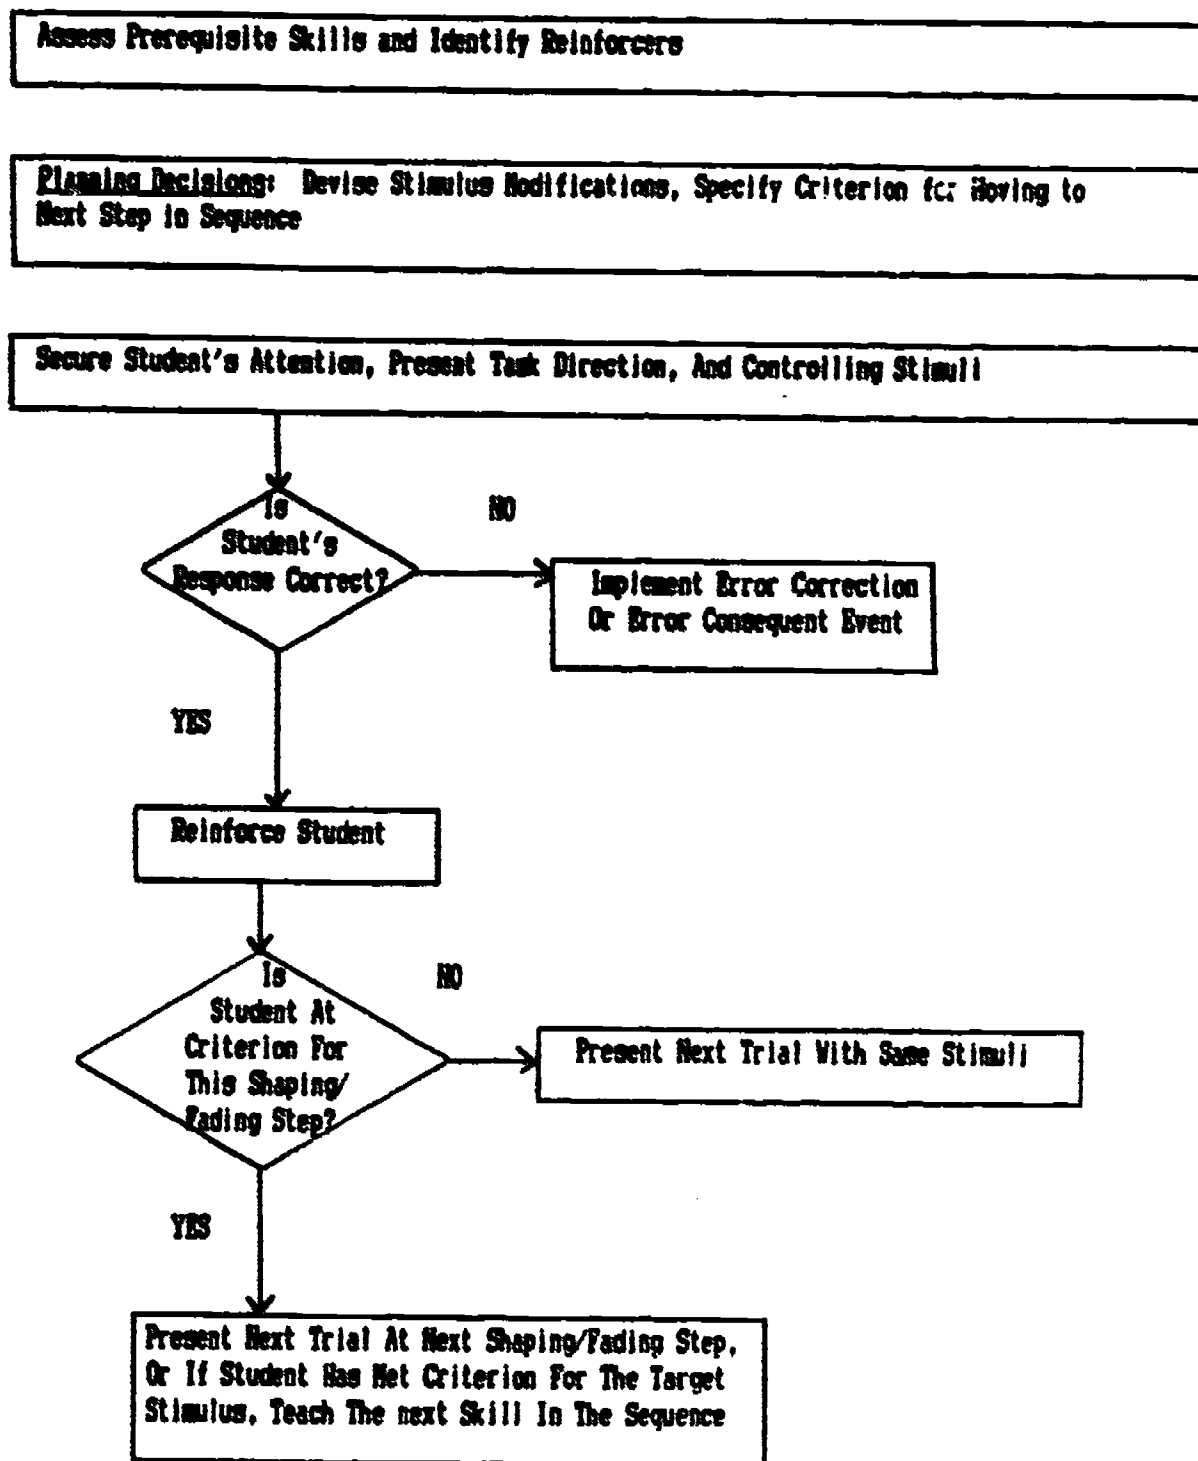 Assess Prerequisite Skills and Identify Reinforcers
Planning Decisions: Devise Stimulus Modifications, Specify Criterion for Moving to
Next Step in Sequence
Secure Student's Attention, Present Task Direction, And Controlling Stimuli
Is
Student's
Response Correct?
NO
Implement Error Correction
Or Error Consequent Event
YES
Reinforce Student
Is
Student At
Criterion For
This Shaping/
Fading Step?
NO
Present Next Trial With Same Stimuli
YES
Present Next Trial At Next Shaping/Fading Step,
Or If Student Has Met Criterion For The Target
Stimulus, Teach The next Skill In The Sequence